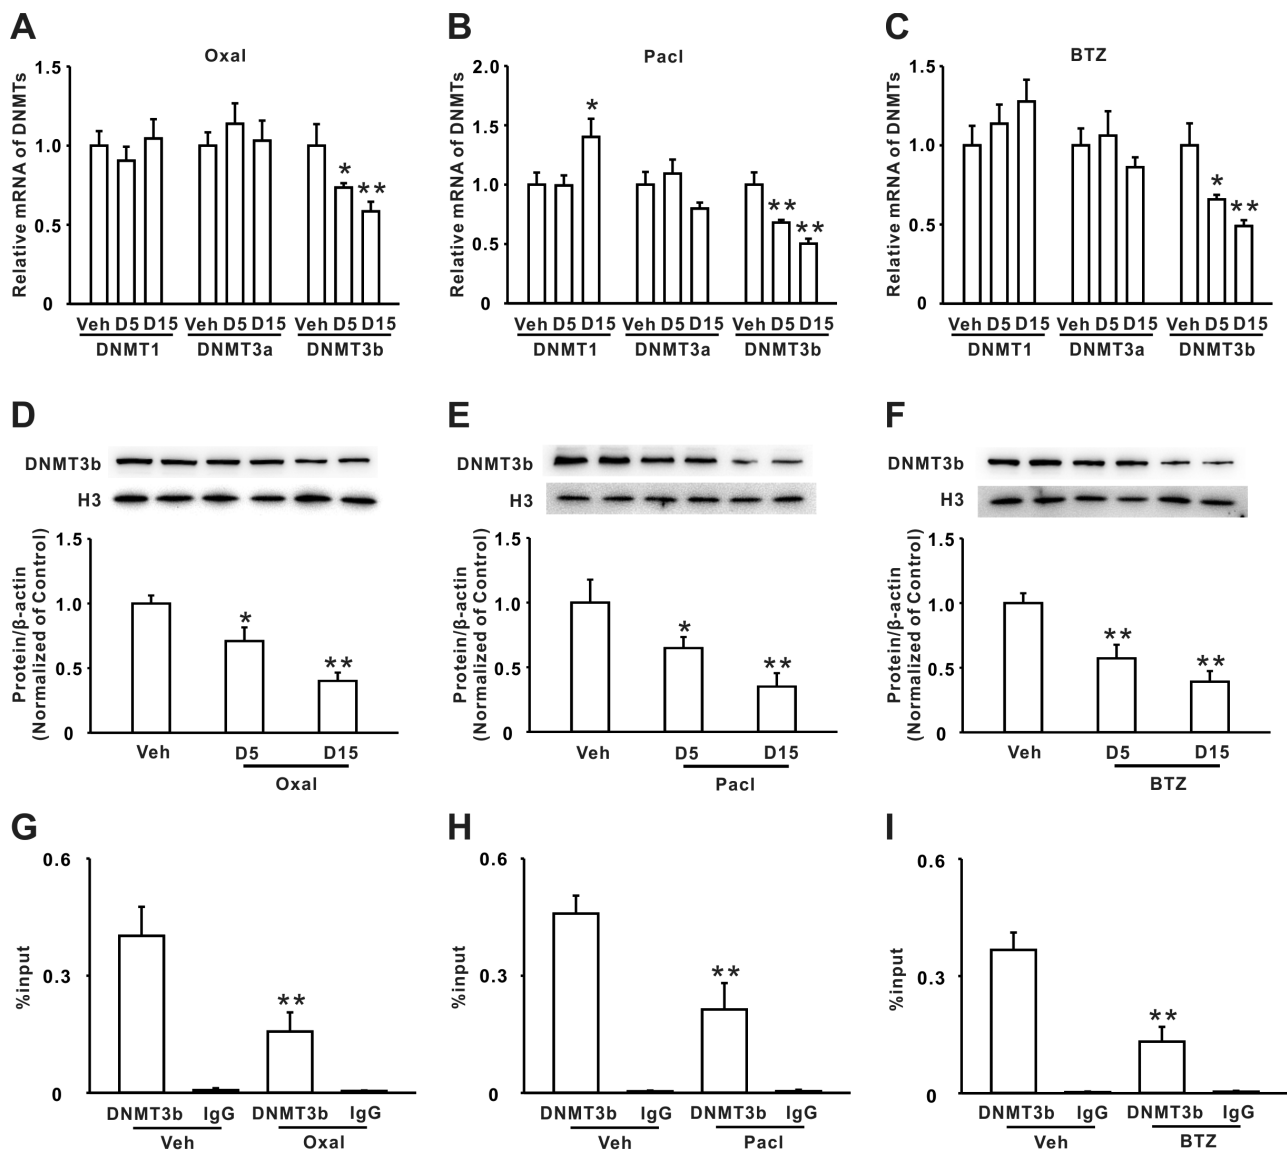 A
Oxal
Relative mRNA of DNMTs
1.5
1.0
0.5
0
*
**
Veh D5 D15 Veh D5 D15 Veh D5 D15
DNMT1 DNMT3a DNMT3b
B
Pacl
Relative mRNA of DNMTs
2.0
1.5
1.0
0.5
0
*
**
**
Veh D5 D15 Veh D5 D15 Veh D5 D15
DNMT1 DNMT3a DNMT3b
C
BTZ
Relative mRNA of DNMTs
1.5
1.0
0.5
0
*
**
Veh D5 D15 Veh D5 D15 Veh D5 D15
DNMT1 DNMT3a DNMT3b
D
DNMT3b
H3
Protein/β-actin
(Normalized of Control)
1.5
1.0
0.5
0
*
**
Veh D5 D15
Oxal
E
DNMT3b
H3
Protein/β-actin
(Normalized of Control)
1.5
1.0
0.5
0
*
**
Veh D5 D15
Pacl
F
DNMT3b
H3
Protein/β-actin
(Normalized of Control)
1.5
1.0
0.5
0
**
**
Veh D5 D15
BTZ
G
%input
0.6
0.3
0
**
DNMT3b IgG DNMT3b IgG
Veh Oxal
H
%input
0.6
0.3
0
**
DNMT3b IgG DNMT3b IgG
Veh Pacl
I
%input
0.6
0.3
0
**
DNMT3b IgG DNMT3b IgG
Veh BTZ